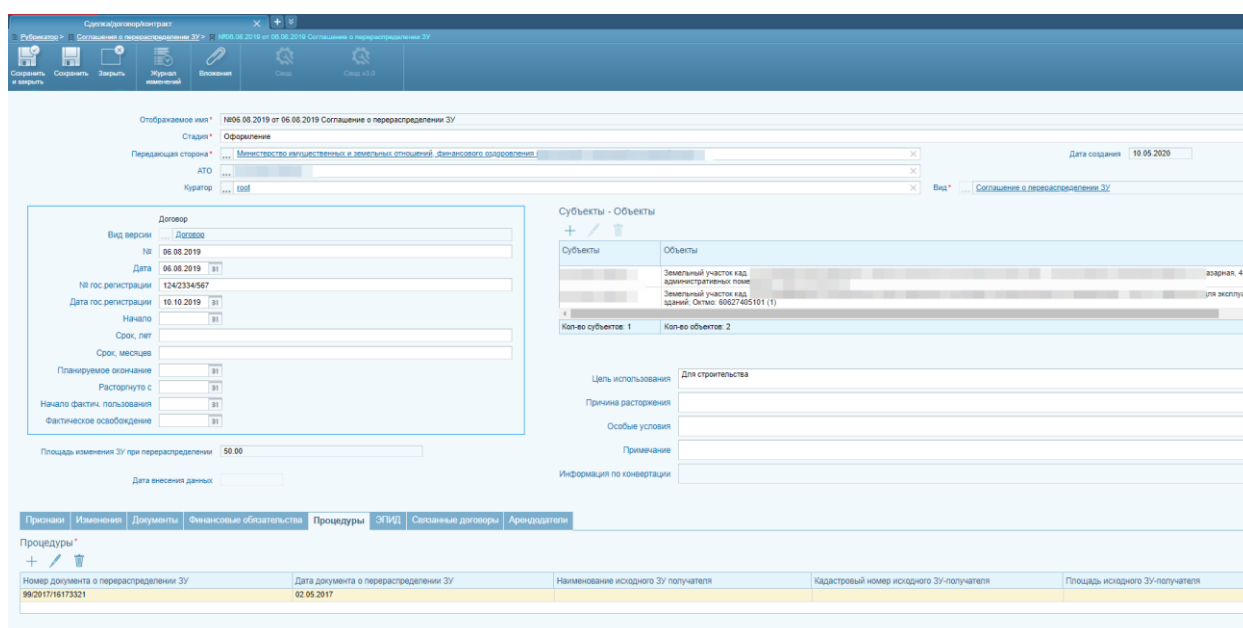 Сделка/договор/контракт
Рубрикатор > Соглашения о перераспределении ЗУ > №06.08.2019 от 06.08.2019 Соглашение о перераспределении ЗУ
Сохранить и закрыть Сохранить Закрыть Журнал изменений Вложения Свод Свод v3.0
Отображаемое имя* №06.08.2019 от 06.08.2019 Соглашение о перераспределении ЗУ
Стадия* Оформление
Передающая сторона* ... Министерство имущественных и земельных отношений, финансового оздоровления Дата создания 10.05.2020
АТО ...
Куратор ... root Вид* ... Соглашение о перераспределении ЗУ
Договор
Вид версии ... Договор
№ 06.08.2019
Дата 06.08.2019 31
№ гос.регистрации 124/2334/567
Дата гос.регистрации 10.10.2019 31
Начало 31
Срок, лет
Срок, месяцев
Планируемое окончание 31
Расторгнуто с 31
Начало фактич. пользования 31
Фактическое освобождение 31
Площадь изменения ЗУ при перераспределении 50.00
Дата внесения данных
Субъекты - Объекты
Субъекты Объекты
Земельный участок кад. азарная, 4
административных поме
Земельный участок кад. для эксплуа
зданий; Октмо: 60627405101 (1)
Кол-во субъектов: 1 Кол-во объектов: 2
Цель использования Для строительства
Причина расторжения
Особые условия
Примечание
Информация по конвертации
Признаки Изменения Документы Финансовые обязательства Процедуры ЭПИД Связанные договоры Арендодатели
Процедуры*
Номер документа о перераспределении ЗУ Дата документа о перераспределении ЗУ Наименование исходного ЗУ получателя Кадастровый номер исходного ЗУ-получателя Площадь исходного ЗУ-получателя
99/2017/16173321 02.05.2017